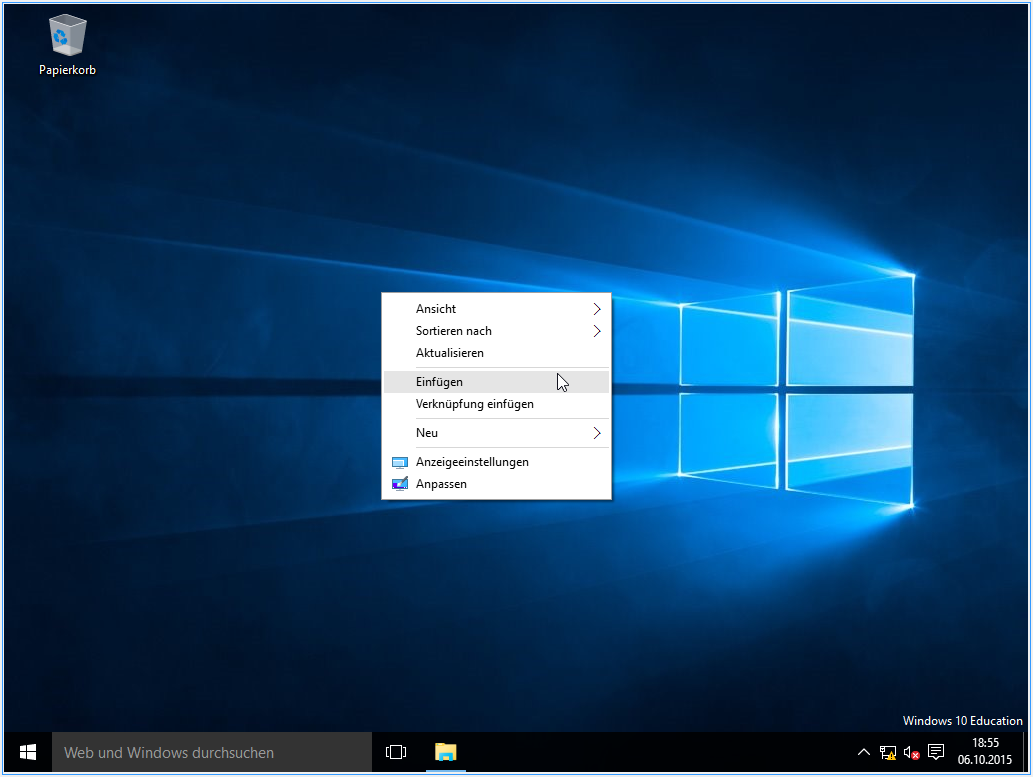 Papierkorb
Ansicht
Sortieren nach
Aktualisieren
Einfügen
Verknüpfung einfügen
Neu
Anzeigeeinstellungen
Anpassen
Windows 10 Education
Web und Windows durchsuchen
18:55
06.10.2015